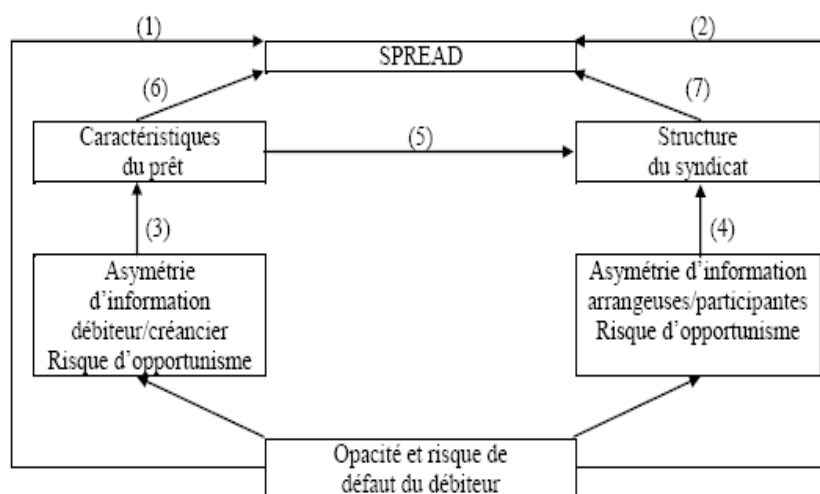 (1)
(2)
SPREAD
(6)
(7)
Caractéristiques
du prêt
(5)
Structure
du syndicat
(3)
(4)
Asymétrie
d’information
débiteur/créancier
Risque d’opportunisme
Asymétrie d’information
arrangeuses/participantes
Risque d’opportunisme
Opacité et risque de
défaut du débiteur